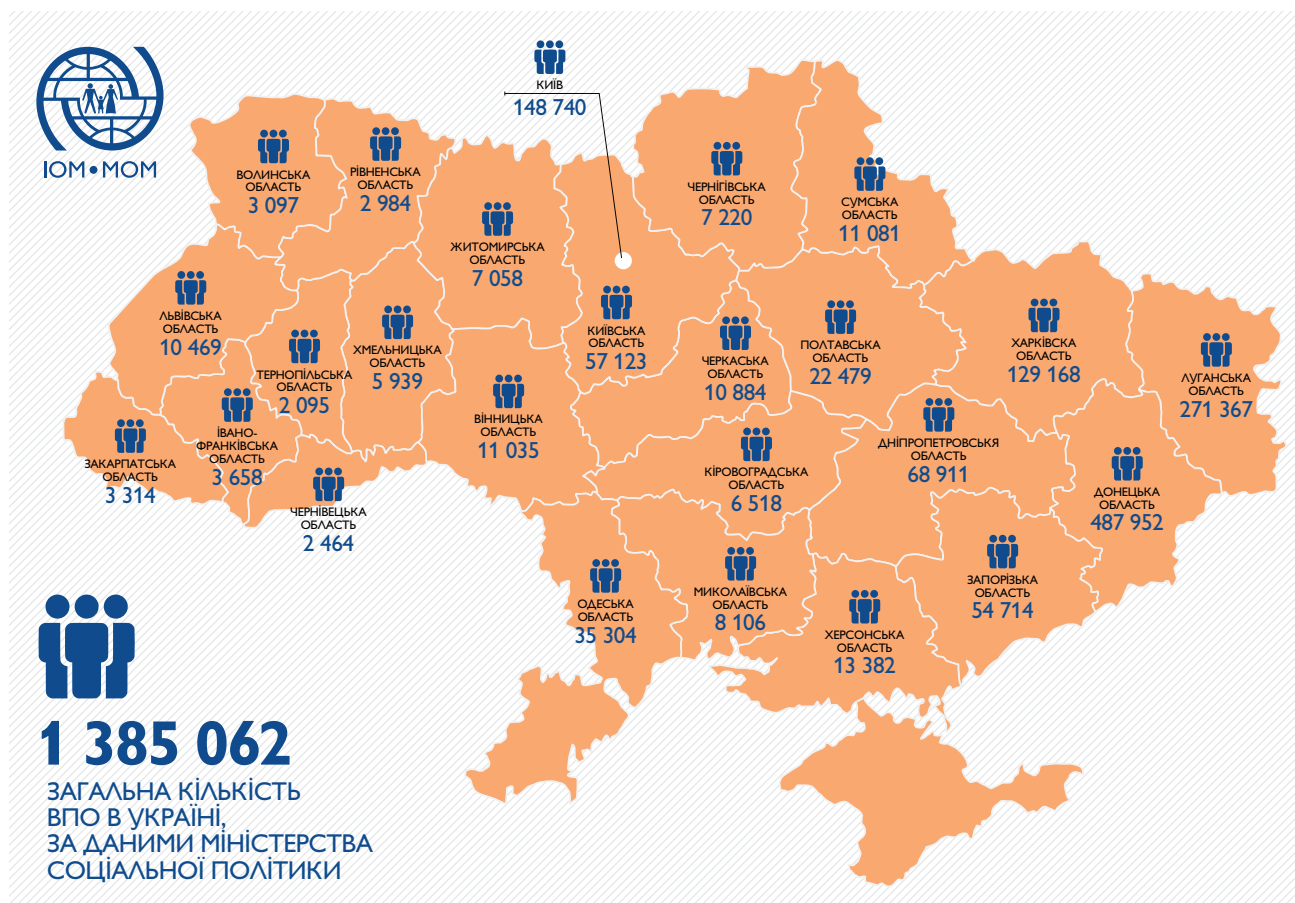 IOM•MOM
КИЇВ
148 740
ВОЛИНСЬКА
ОБЛАСТЬ
3 097
РІВНЕНСЬКА
ОБЛАСТЬ
2 984
ЖИТОМИРСЬКА
ОБЛАСТЬ
7 058
ЧЕРНІГІВСЬКА
ОБЛАСТЬ
7 220
СУМСЬКА
ОБЛАСТЬ
11 081
ЛЬВІВСЬКА
ОБЛАСТЬ
10 469
ТЕРНОПІЛЬСЬКА
ОБЛАСТЬ
2 095
ХМЕЛЬНИЦЬКА
ОБЛАСТЬ
5 939
КИЇВСЬКА
ОБЛАСТЬ
57 123
ЧЕРКАСЬКА
ОБЛАСТЬ
10 884
ПОЛТАВСЬКА
ОБЛАСТЬ
22 479
ХАРКІВСЬКА
ОБЛАСТЬ
129 168
ЛУГАНСЬКА
ОБЛАСТЬ
271 367
ЗАКАРПАТСЬКА
ОБЛАСТЬ
3 314
ІВАНО-
ФРАНКІВСЬКА
ОБЛАСТЬ
3 658
ЧЕРНІВЕЦЬКА
ОБЛАСТЬ
2 464
ВІННИЦЬКА
ОБЛАСТЬ
11 035
КІРОВОГРАДСЬКА
ОБЛАСТЬ
6 518
ДНІПРОПЕТРОВСЬКЯ
ОБЛАСТЬ
68 911
ДОНЕЦЬКА
ОБЛАСТЬ
487 952
ОДЕСЬКА
ОБЛАСТЬ
35 304
МИКОЛАЇВСЬКА
ОБЛАСТЬ
8 106
ХЕРСОНСЬКА
ОБЛАСТЬ
13 382
ЗАПОРІЗЬКА
ОБЛАСТЬ
54 714
1 385 062
ЗАГАЛЬНА КІЛЬКІСТЬ
ВПО В УКРАЇНІ,
ЗА ДАНИМИ МІНІСТЕРСТВА
СОЦІАЛЬНОЇ ПОЛІТИКИ